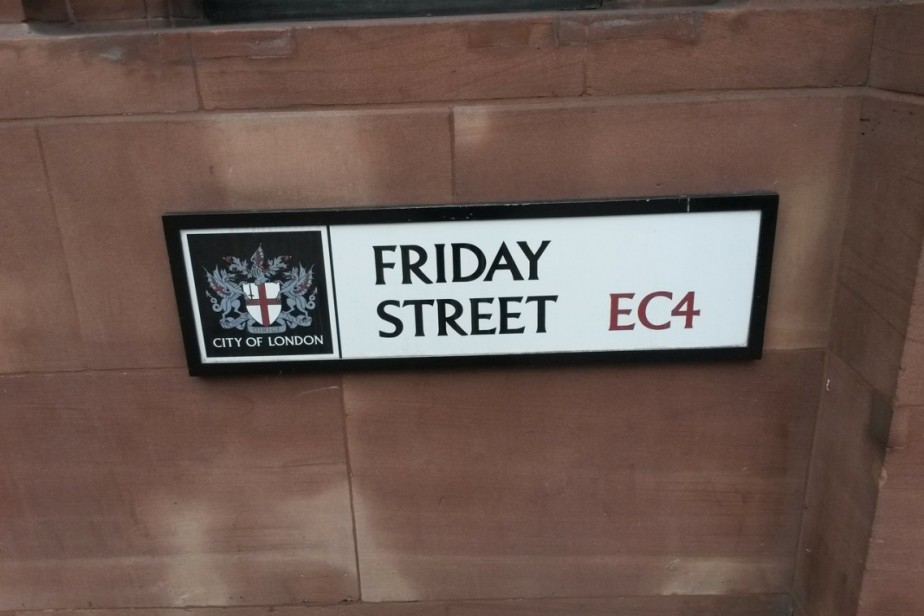 FRIDAY
STREET EC4
CITY OF LONDON